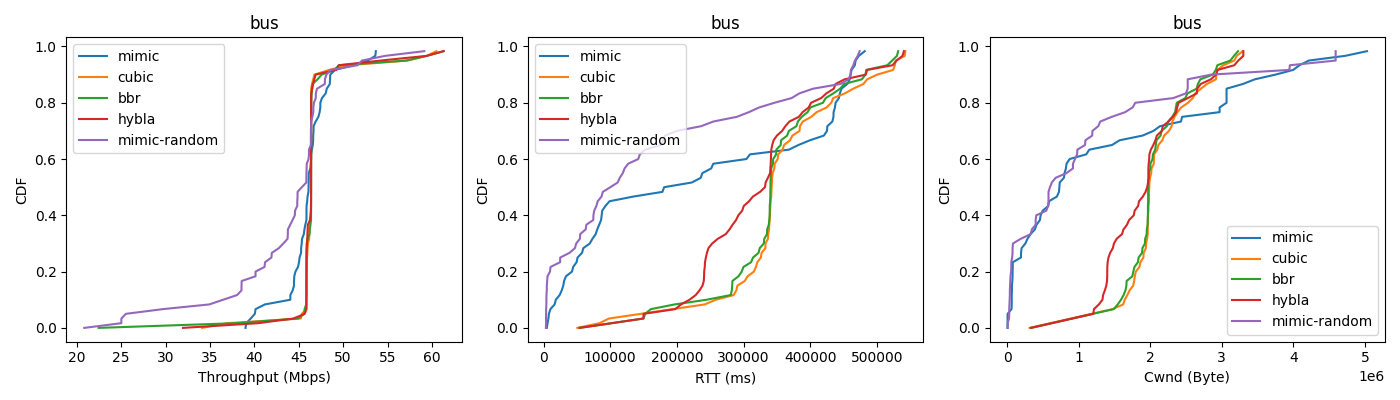 bus
CDF
1.0
0.8
0.6
0.4
0.2
0.0
mimic
cubic
bbr
hybla
mimic-random
20 25 30 35 40 45 50 55 60
Throughput (Mbps)
bus
CDF
1.0
0.8
0.6
0.4
0.2
0.0
mimic
cubic
bbr
hybla
mimic-random
0 100000 200000 300000 400000 500000
RTT (ms)
bus
CDF
1.0
0.8
0.6
0.4
0.2
0.0
mimic
cubic
bbr
hybla
mimic-random
0 1 2 3 4 5
1e6
Cwnd (Byte)